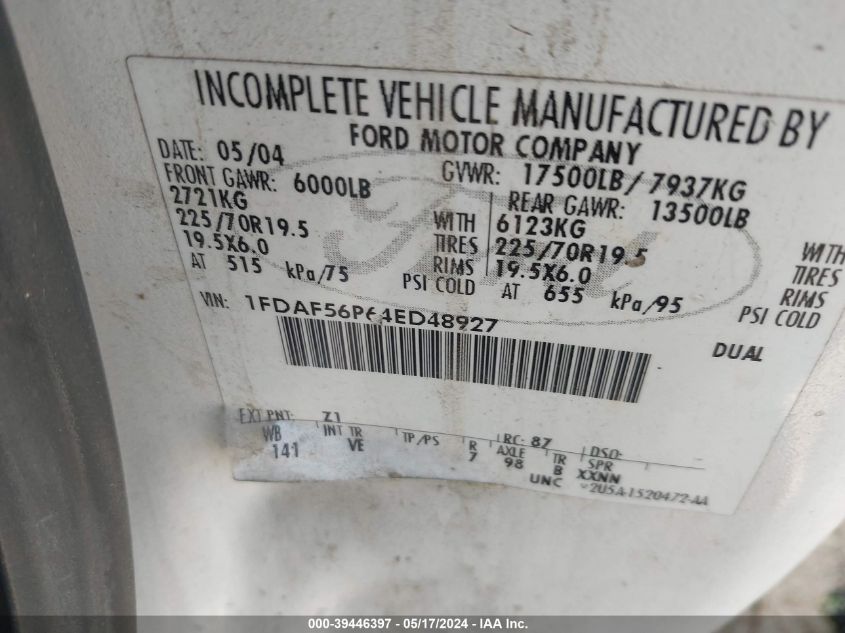 INCOMPLETE VEHICLE MANUFACTURED BY
FORD MOTOR COMPANY
DATE: 05/04 GVWR: 17500LB / 7937KG
FRONT GAWR: 6000LB REAR GAWR: 13500LB
2721KG WITH 6123KG WITH
225/70R19.5 TIRES 225/70R19.5 TIRES
19.5X6.0 RIMS 19.5X6.0 RIMS
AT 515 kPa/75 PSI COLD AT 655 kPa/95 PSI COLD
VIN: 1FDAF56P64ED48927 DUAL
EXT PNT: Z1 RC: 87 DSO:
WB INT TR TP/PS R AXLE TR SPR
141 VE 7 98 B XXNN
UNC
2U5A-1520472-AA
000-39446397 - 05/17/2024 - IAA Inc.